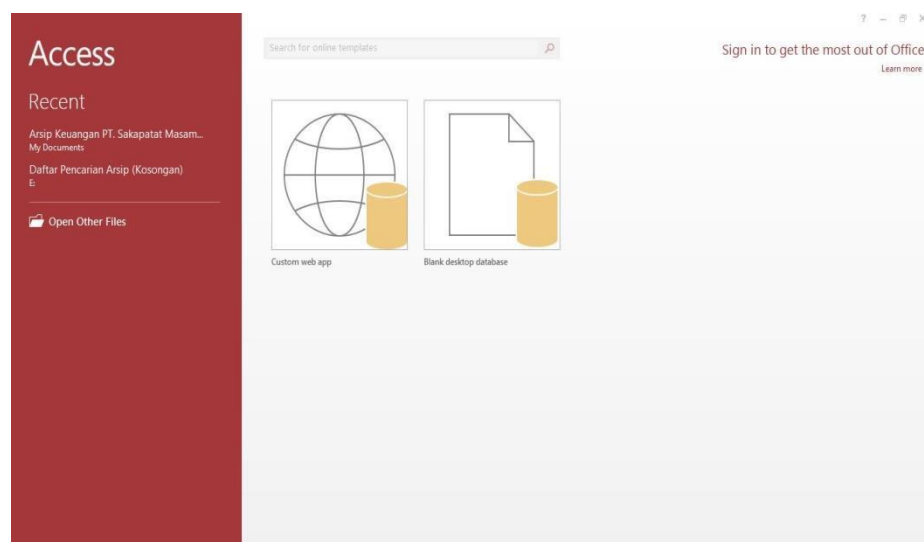 Access
Recent
Arsip Keuangan PT. Sakapatat Masam...
My Documents
Daftar Pencarian Arsip (Kosongan)
E:
Open Other Files
Search for online templates
Custom web app
Blank desktop database
?
Sign in to get the most out of Office
Learn more